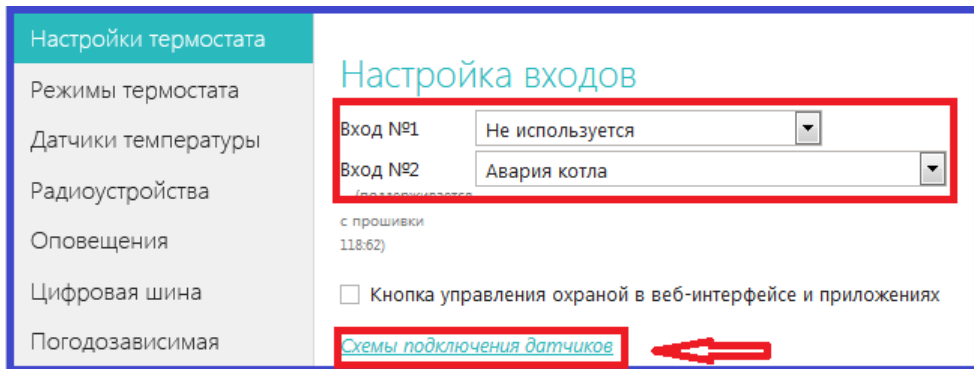 Настройки термостата
Режимы термостата
Датчики температуры
Радиоустройства
Оповещения
Цифровая шина
Погодозависимая
Настройка входов
Вход №1 Не используется
Вход №2 Авария котла
(поддерживается
с прошивки
118:62)
Кнопка управления охраной в веб-интерфейсе и приложениях
Схемы подключения датчиков